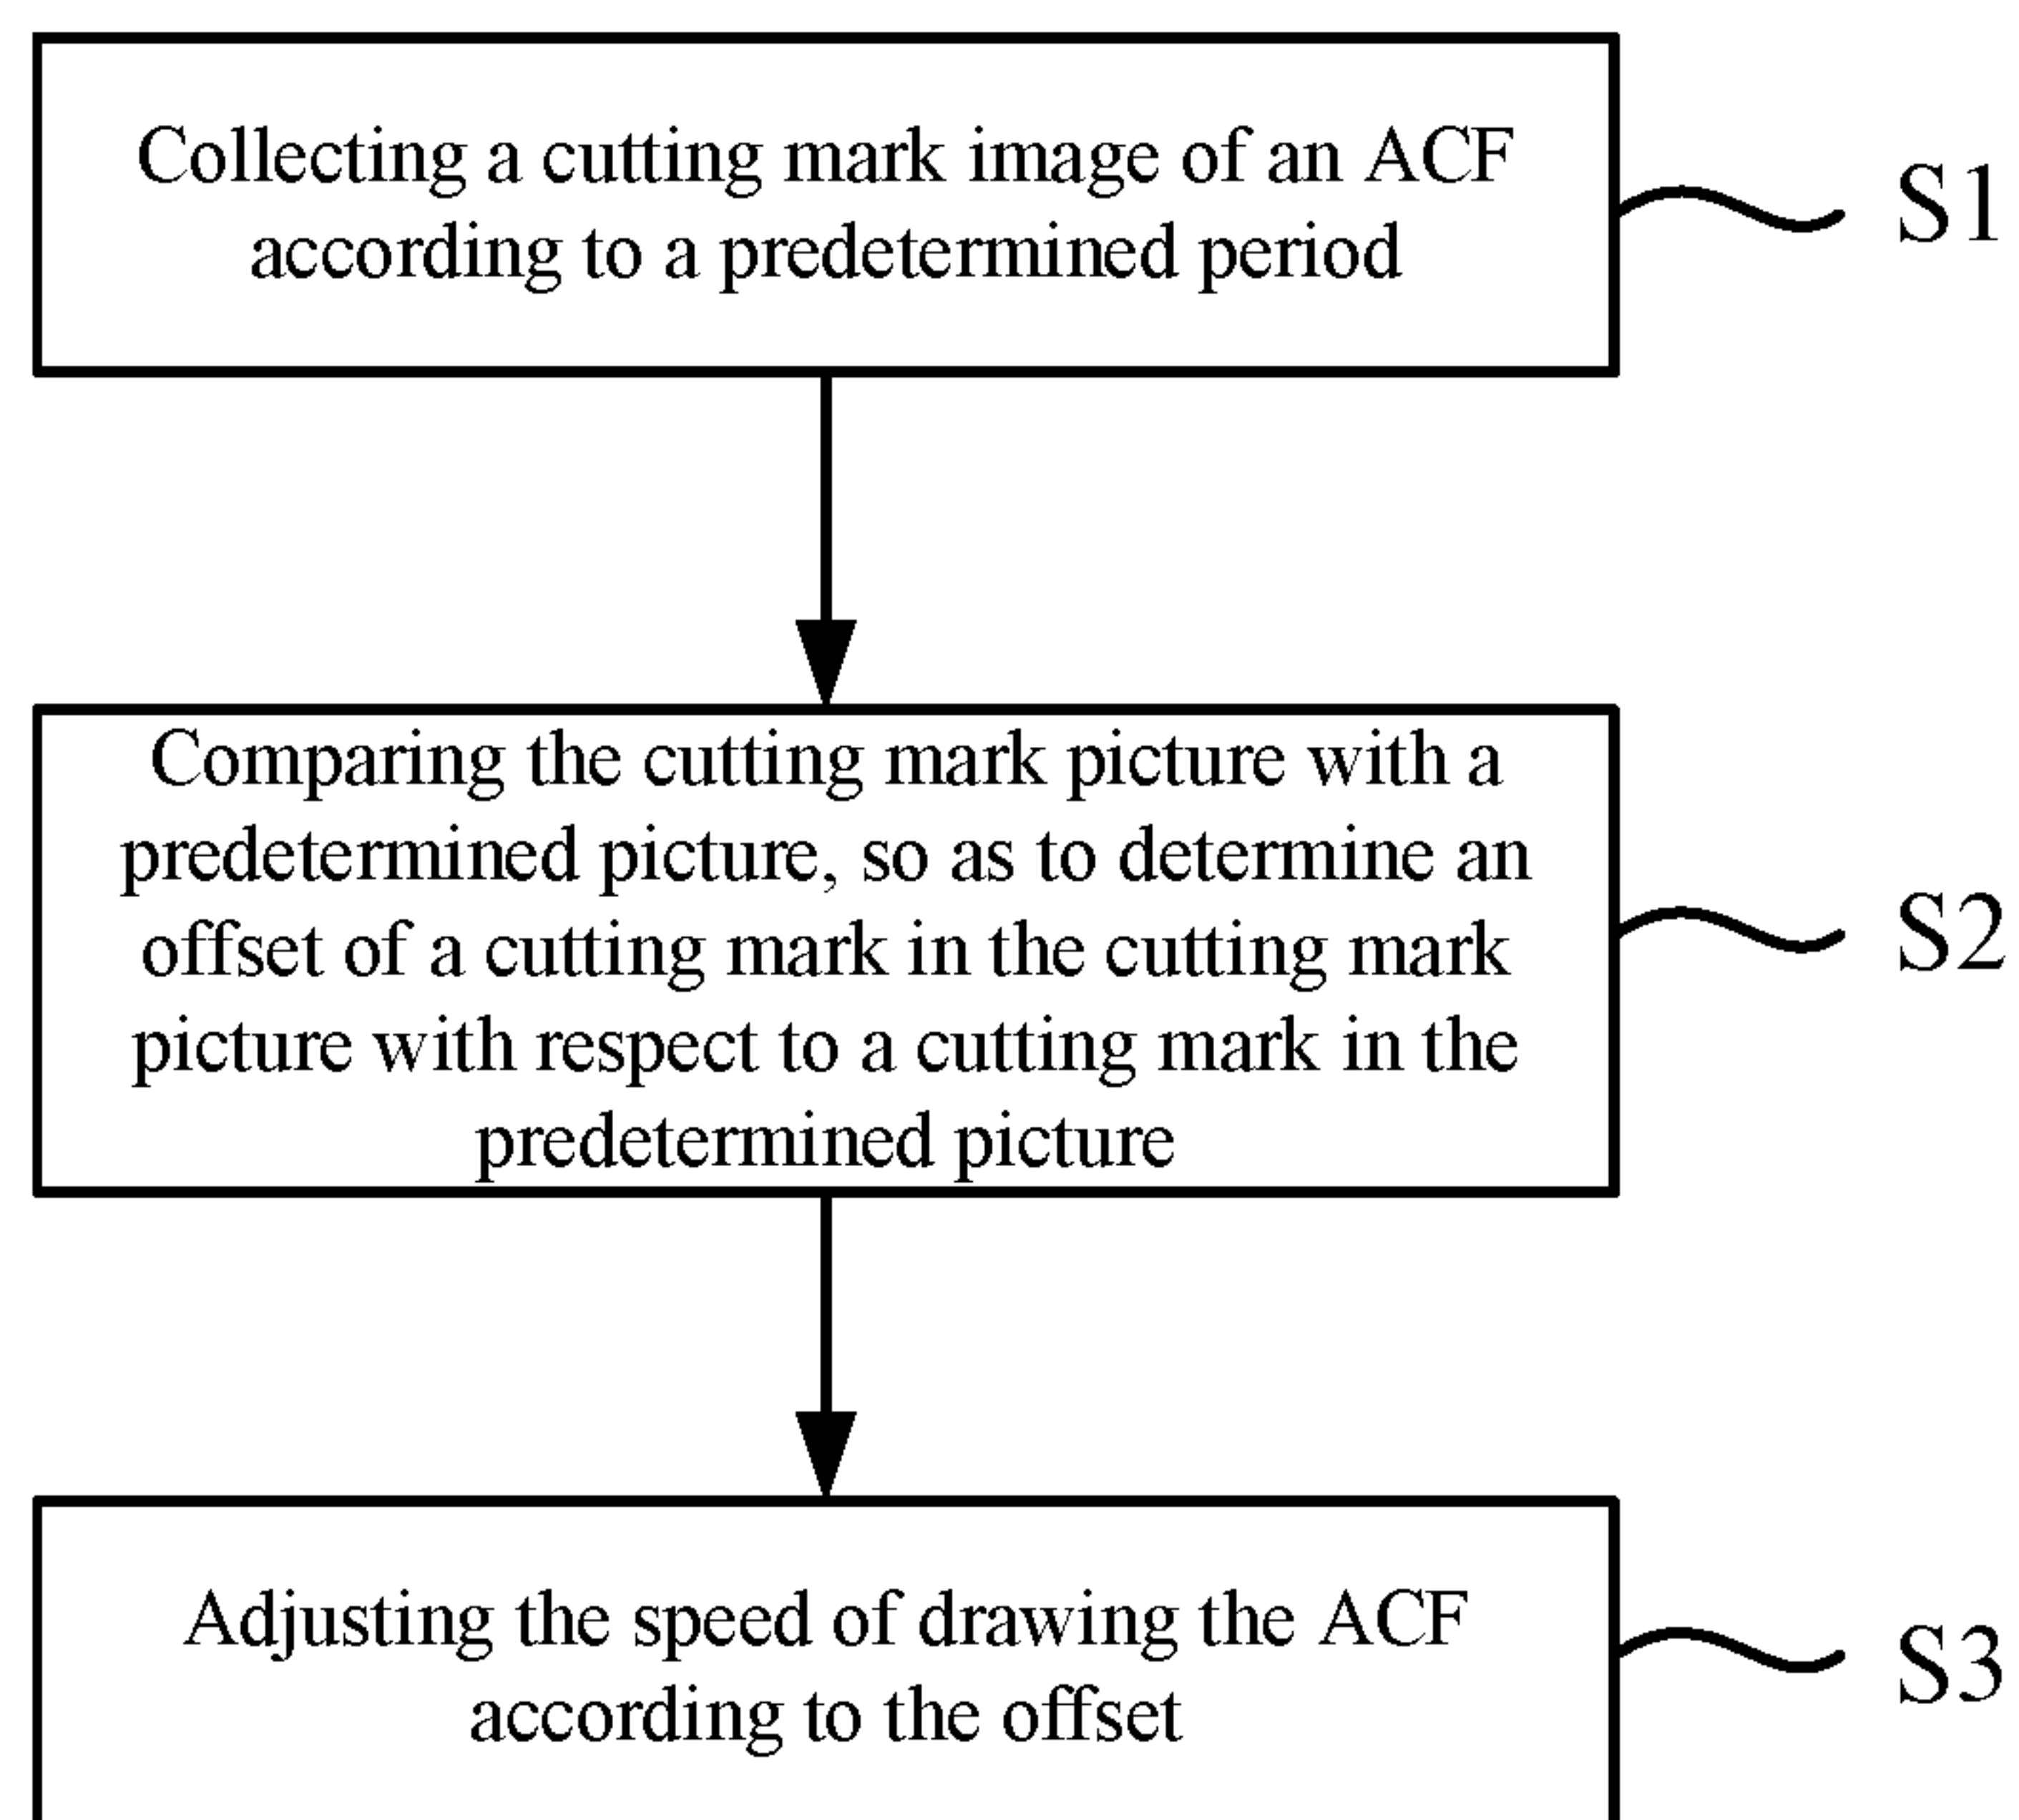 Collecting a cutting mark image of an ACF
according to a predetermined period
S1
Comparing the cutting mark picture with a
predetermined picture, so as to determine an
offset of a cutting mark in the cutting mark
picture with respect to a cutting mark in the
predetermined picture
S2
Adjusting the speed of drawing the ACF
according to the offset
S3